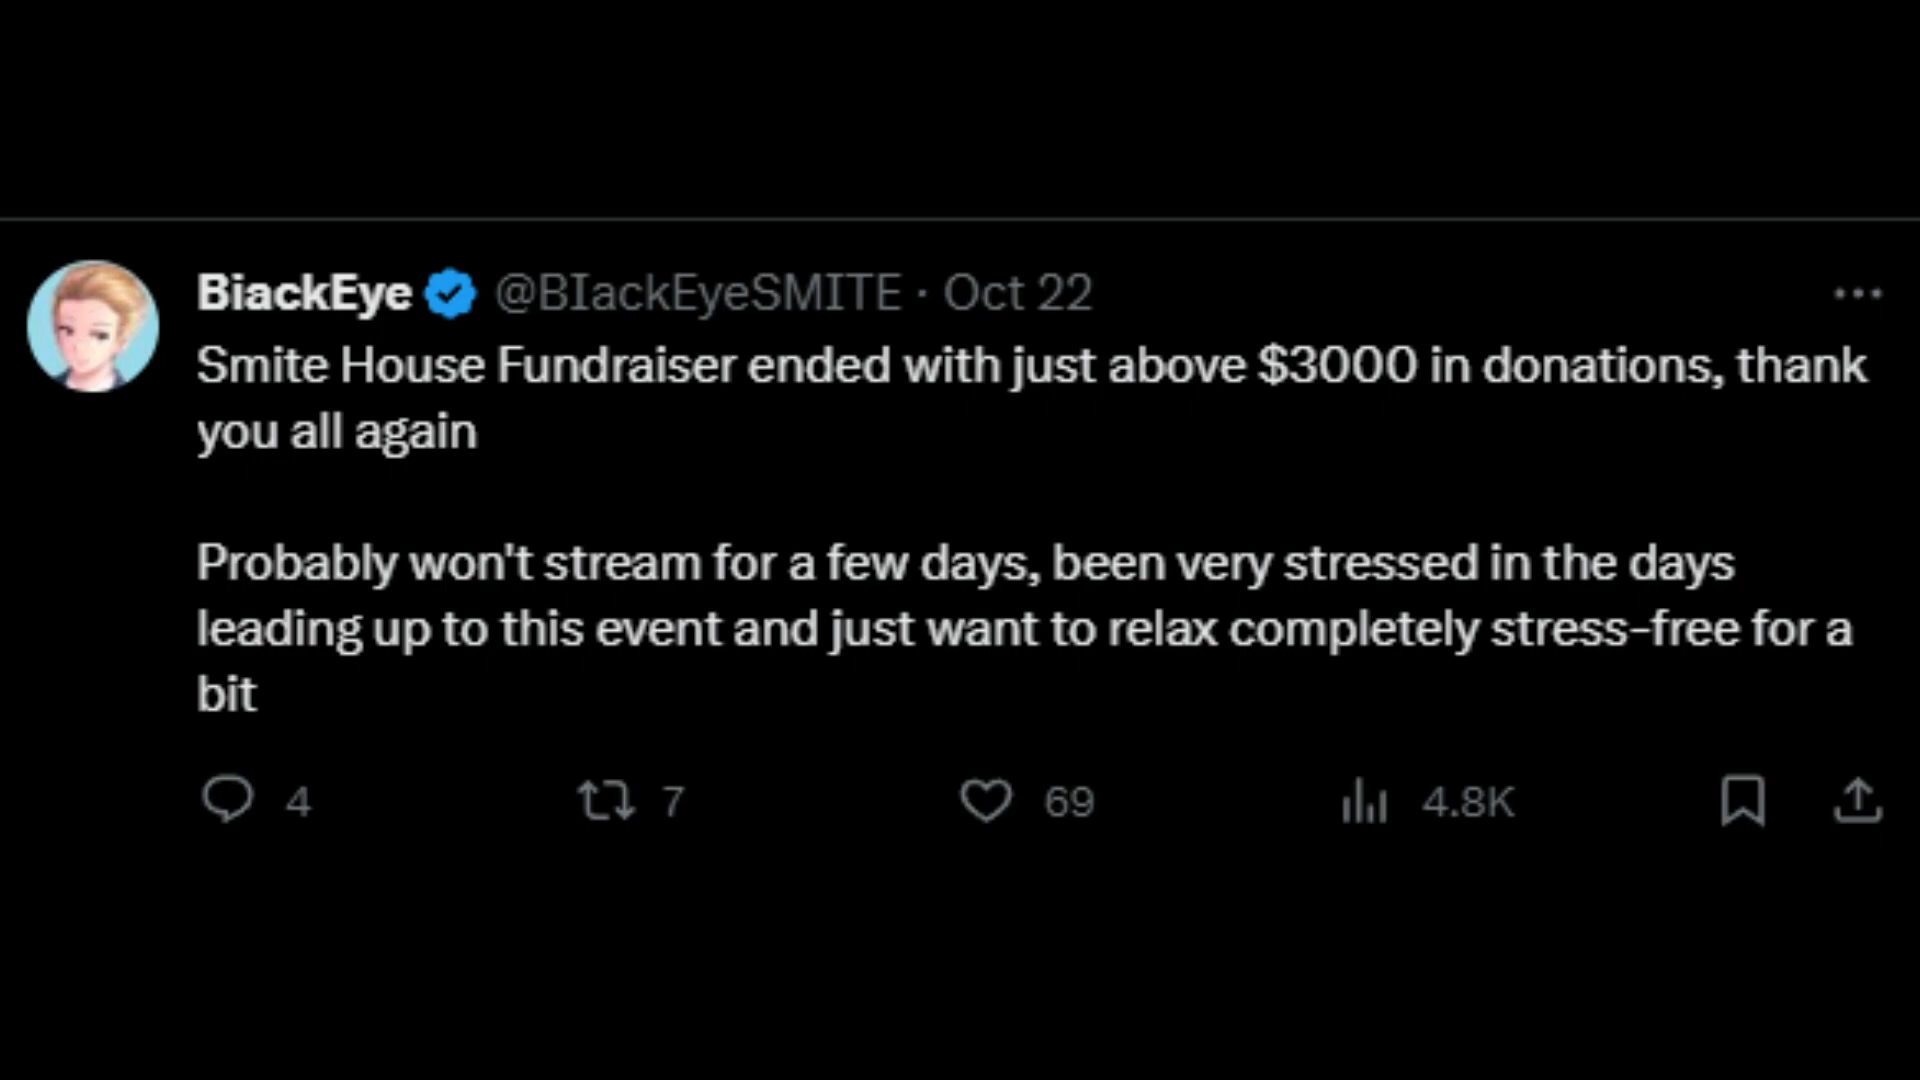 BiackEye @BIackEyeSMITE · Oct 22
Smite House Fundraiser ended with just above $3000 in donations, thank
you all again
Probably won't stream for a few days, been very stressed in the days
leading up to this event and just want to relax completely stress-free for a
bit
4 7 69 4.8K